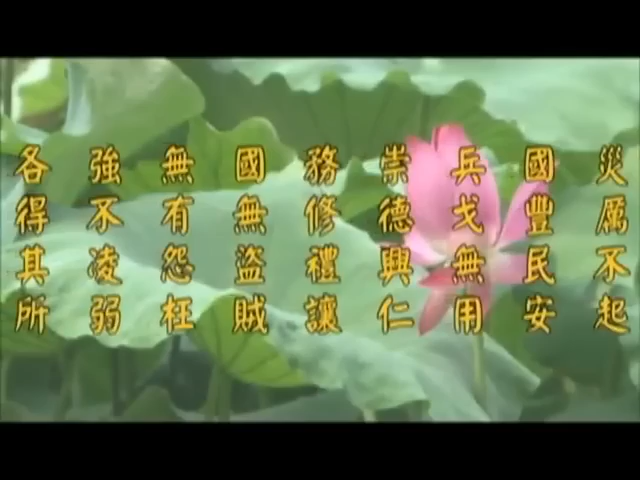 災厲不起
國豐民安
兵戈無用
崇德興仁
務修禮讓
國無盜賊
無有怨枉
強不凌弱
各得其所